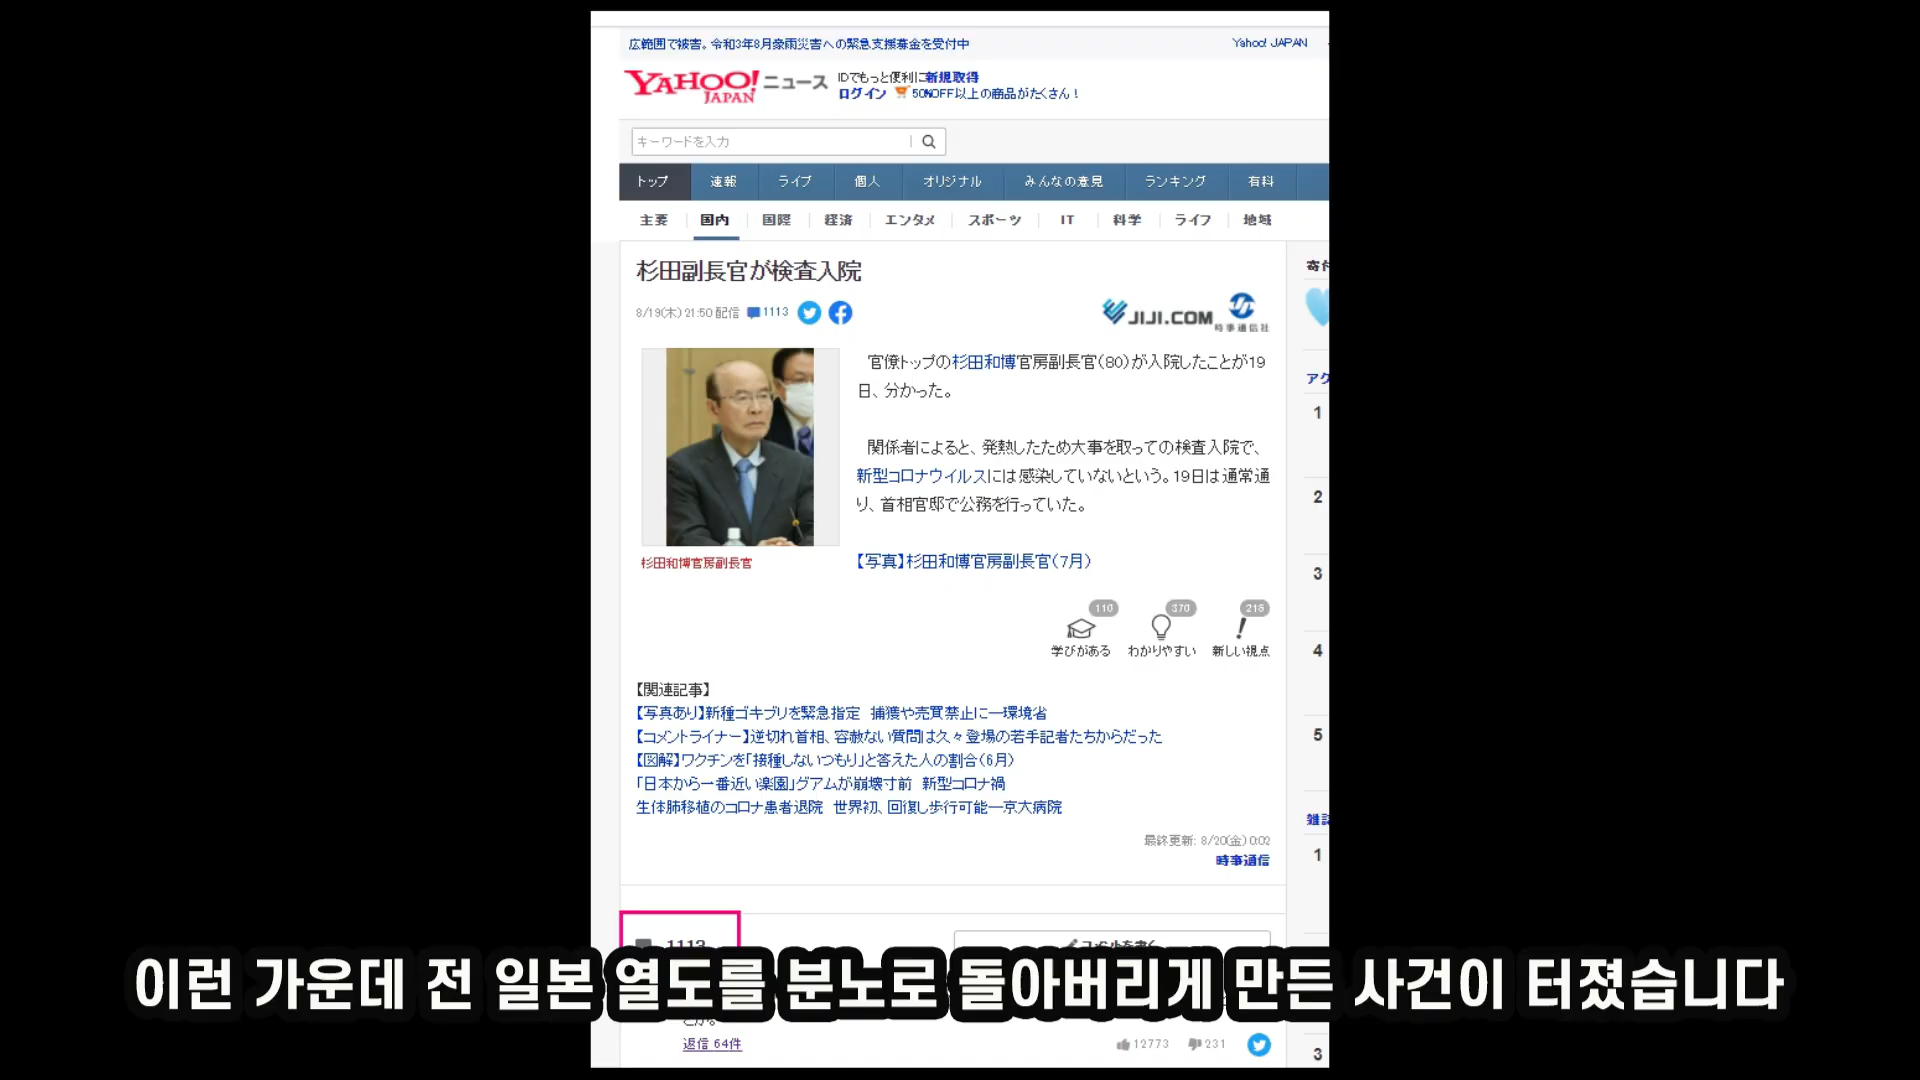 広範囲で被害。令和3年8月豪雨災害への緊急支援募金を受付中
Yahoo! JAPAN
YAHOO! JAPAN ニュース
IDでもっと便利に新規取得
ログイン 50%OFF以上の商品がたくさん！
キーワードを入力
トップ 速報 ライブ 個人 オリジナル みんなの意見 ランキング 有料
主要 国内 国際 経済 エンタメ スポーツ IT 科学 ライフ 地域
杉田副長官が検査入院
8/19(木) 21:50 配信 1113
JIJI.COM 時事通信社
官僚トップの杉田和博官房副長官(80)が入院したことが19
日、分かった。
関係者によると、発熱したため大事を取っての検査入院で、
新型コロナウイルスには感染していないという。19日は通常通
り、首相官邸で公務を行っていた。
杉田和博官房副長官
【写真】杉田和博官房副長官(7月)
110 370 216
学びがある わかりやすい 新しい視点
【関連記事】
【写真あり】新種ゴキブリを緊急指定 捕獲や売買禁止に―環境省
【コメントライナー】逆切れ首相、容赦ない質問は久々登場の若手記者たちからだった
【図解】ワクチンを「接種しないつもり」と答えた人の割合(6月)
「日本から一番近い楽園」グアムが崩壊寸前 新型コロナ禍
生体肺移植のコロナ患者退院 世界初、回復し歩行可能―京大病院
最終更新: 8/20(金) 0:02
時事通信
寄付
アク
1
2
3
4
5
雑誌
1
3
1113
コメントを書く
이런 가운데 전 일본 열도를 분노로 돌아버리게 만든 사건이 터졌습니다
とか。
返信 64件
12773 231